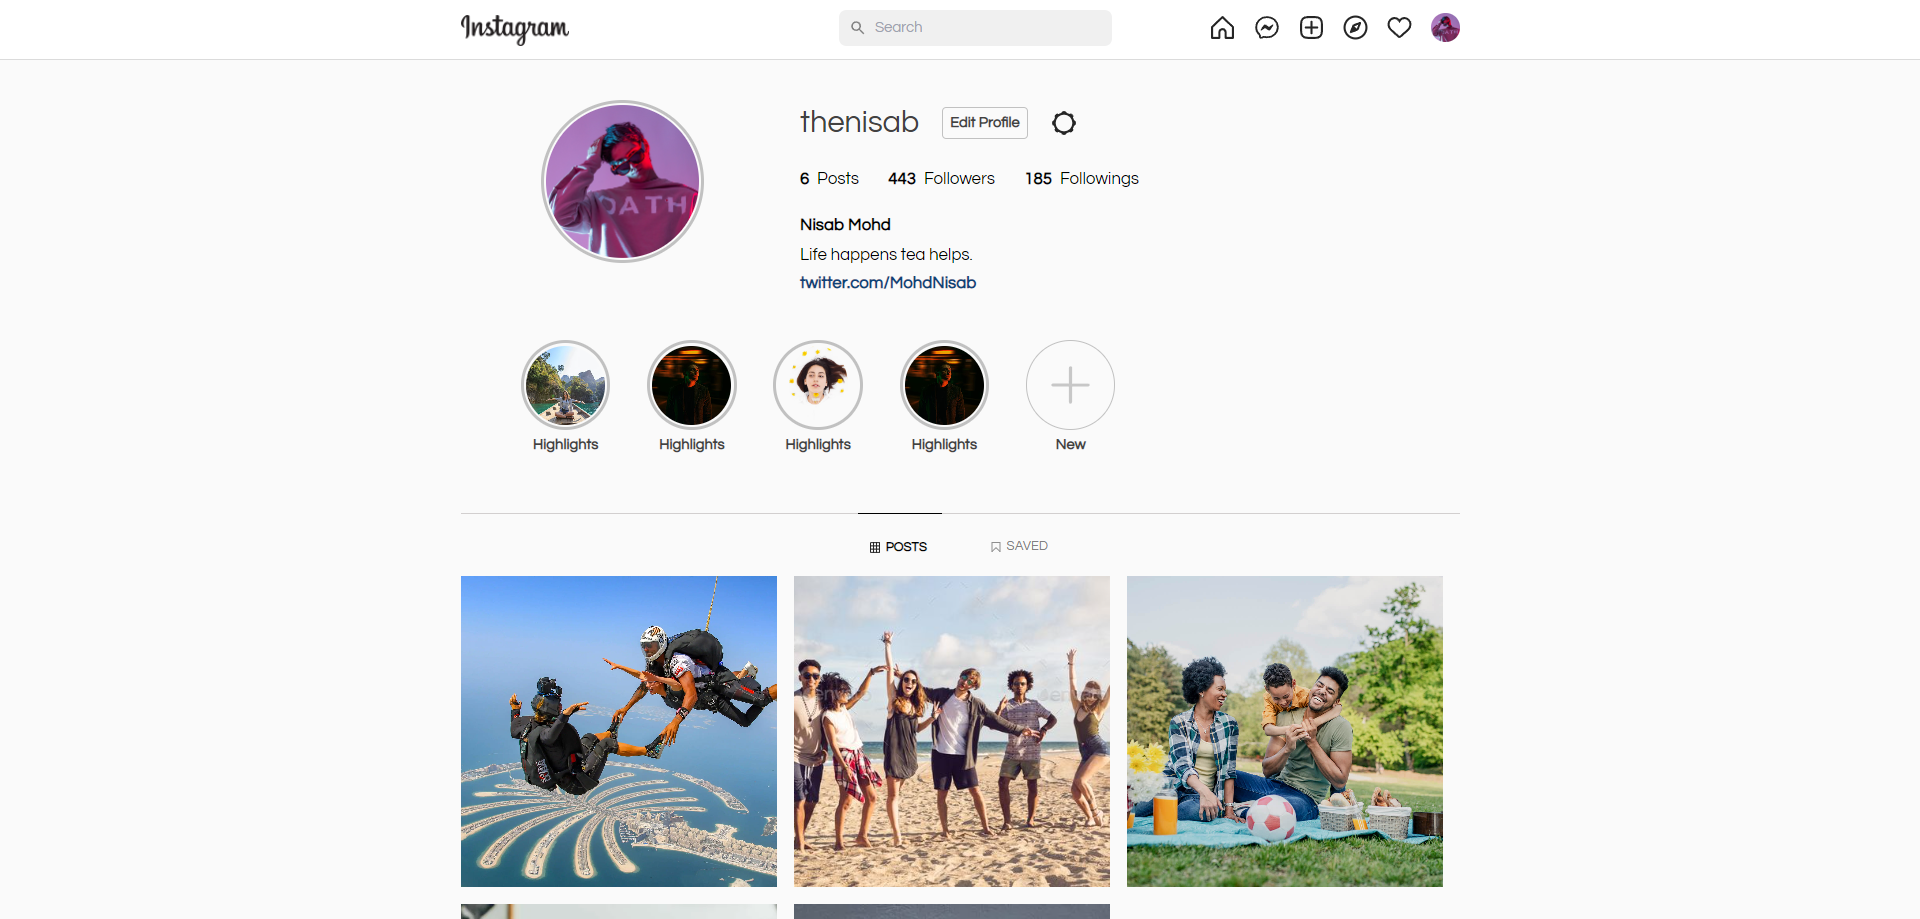 Instagram
Search
thenisab
Edit Profile
6 Posts 443 Followers 185 Followings
Nisab Mohd
Life happens tea helps.
twitter.com/MohdNisab
OATH
Highlights Highlights Highlights Highlights New
POSTS SAVED